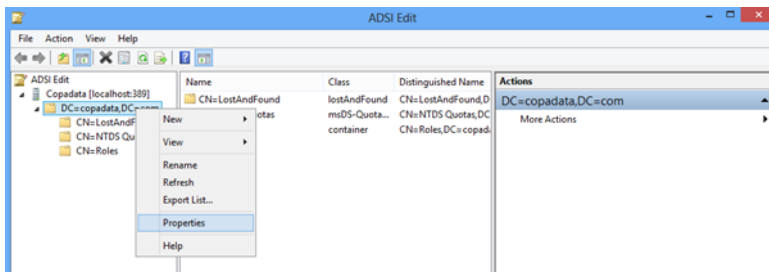 ADSI Edit
File Action View Help
ADSI Edit
Copadata [localhost:389]
DC=copadata,DC=com
CN=LostAndF
CN=NTDS Qu
CN=Roles
Name Class Distinguished Name
CN=LostAndFound lostAndFound CN=LostAndFound,D
otas msDS-Quota... CN=NTDS Quotas,DC
container CN=Roles,DC=copad
New
View
Rename
Refresh
Export List...
Properties
Help
Actions
DC=copadata,DC=com
More Actions